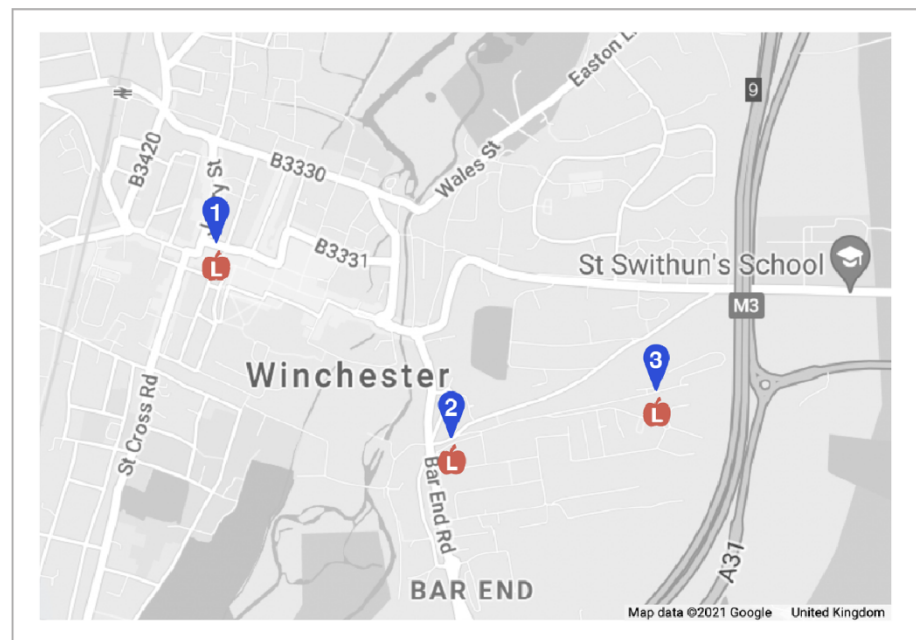 Easton L
9
B3420
B3330
Wales St
y St
1
B3331
St Swithun's School
M3
Winchester
3
L
2
L
L
St Cross Rd
Bar End Rd
A31
BAR END
Map data ©2021 Google United Kingdom